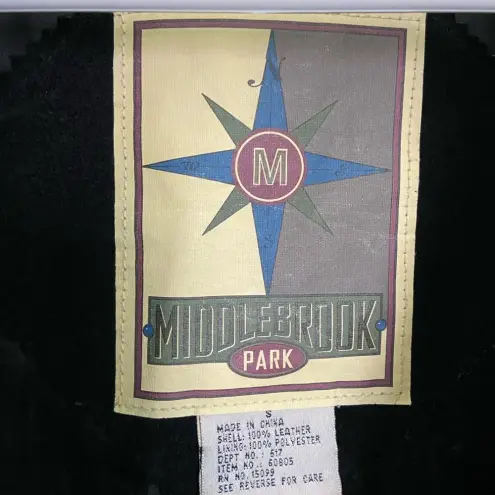 N
W
M
E
S
MIDDLEBROOK
PARK
S
MADE IN CHINA
SHELL: 100% LEATHER
LINING: 100% POLYESTER
DEPT NO.: 517
ITEM NO.: 60805
RN NO. 15099
SEE REVERSE FOR CARE